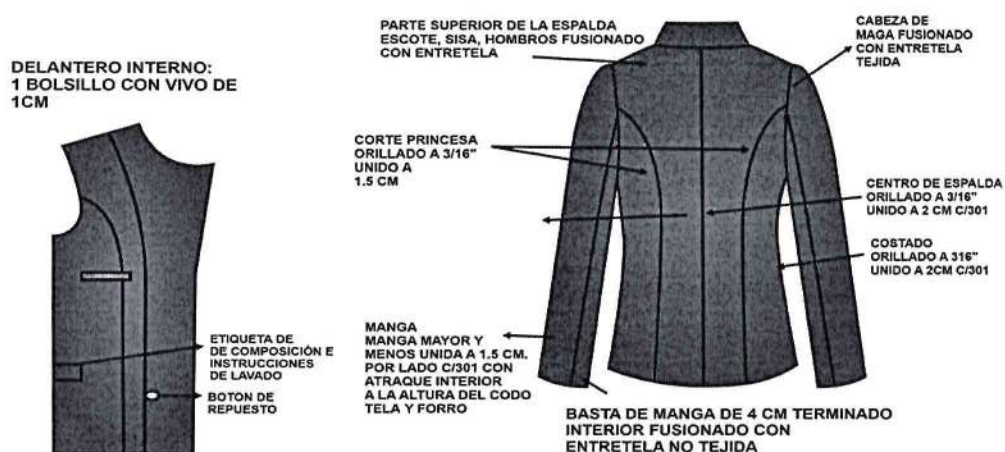 DELANTERO INTERNO:
1 BOLSILLO CON VIVO DE
1CM
ETIQUETA DE
DE COMPOSICIÓN E
INSTRUCCIONES
DE LAVADO
BOTON DE
REPUESTO
PARTE SUPERIOR DE LA ESPALDA
ESCOTE, SISA, HOMBROS FUSIONADO
CON ENTRETELA
CABEZA DE
MAGA FUSIONADO
CON ENTRETELA
TEJIDA
CORTE PRINCESA
ORILLADO A 3/16"
UNIDO A
1.5 CM
CENTRO DE ESPALDA
ORILLADO A 3/16"
UNIDO A 2 CM C/301
COSTADO
ORILLADO A 316"
UNIDO A 2CM C/301
MANGA
MANGA MAYOR Y
MENOS UNIDA A 1.5 CM.
POR LADO C/301 CON
ATRAQUE INTERIOR
A LA ALTURA DEL CODO
TELA Y FORRO
BASTA DE MANGA DE 4 CM TERMINADO
INTERIOR FUSIONADO CON
ENTRETELA NO TEJIDA